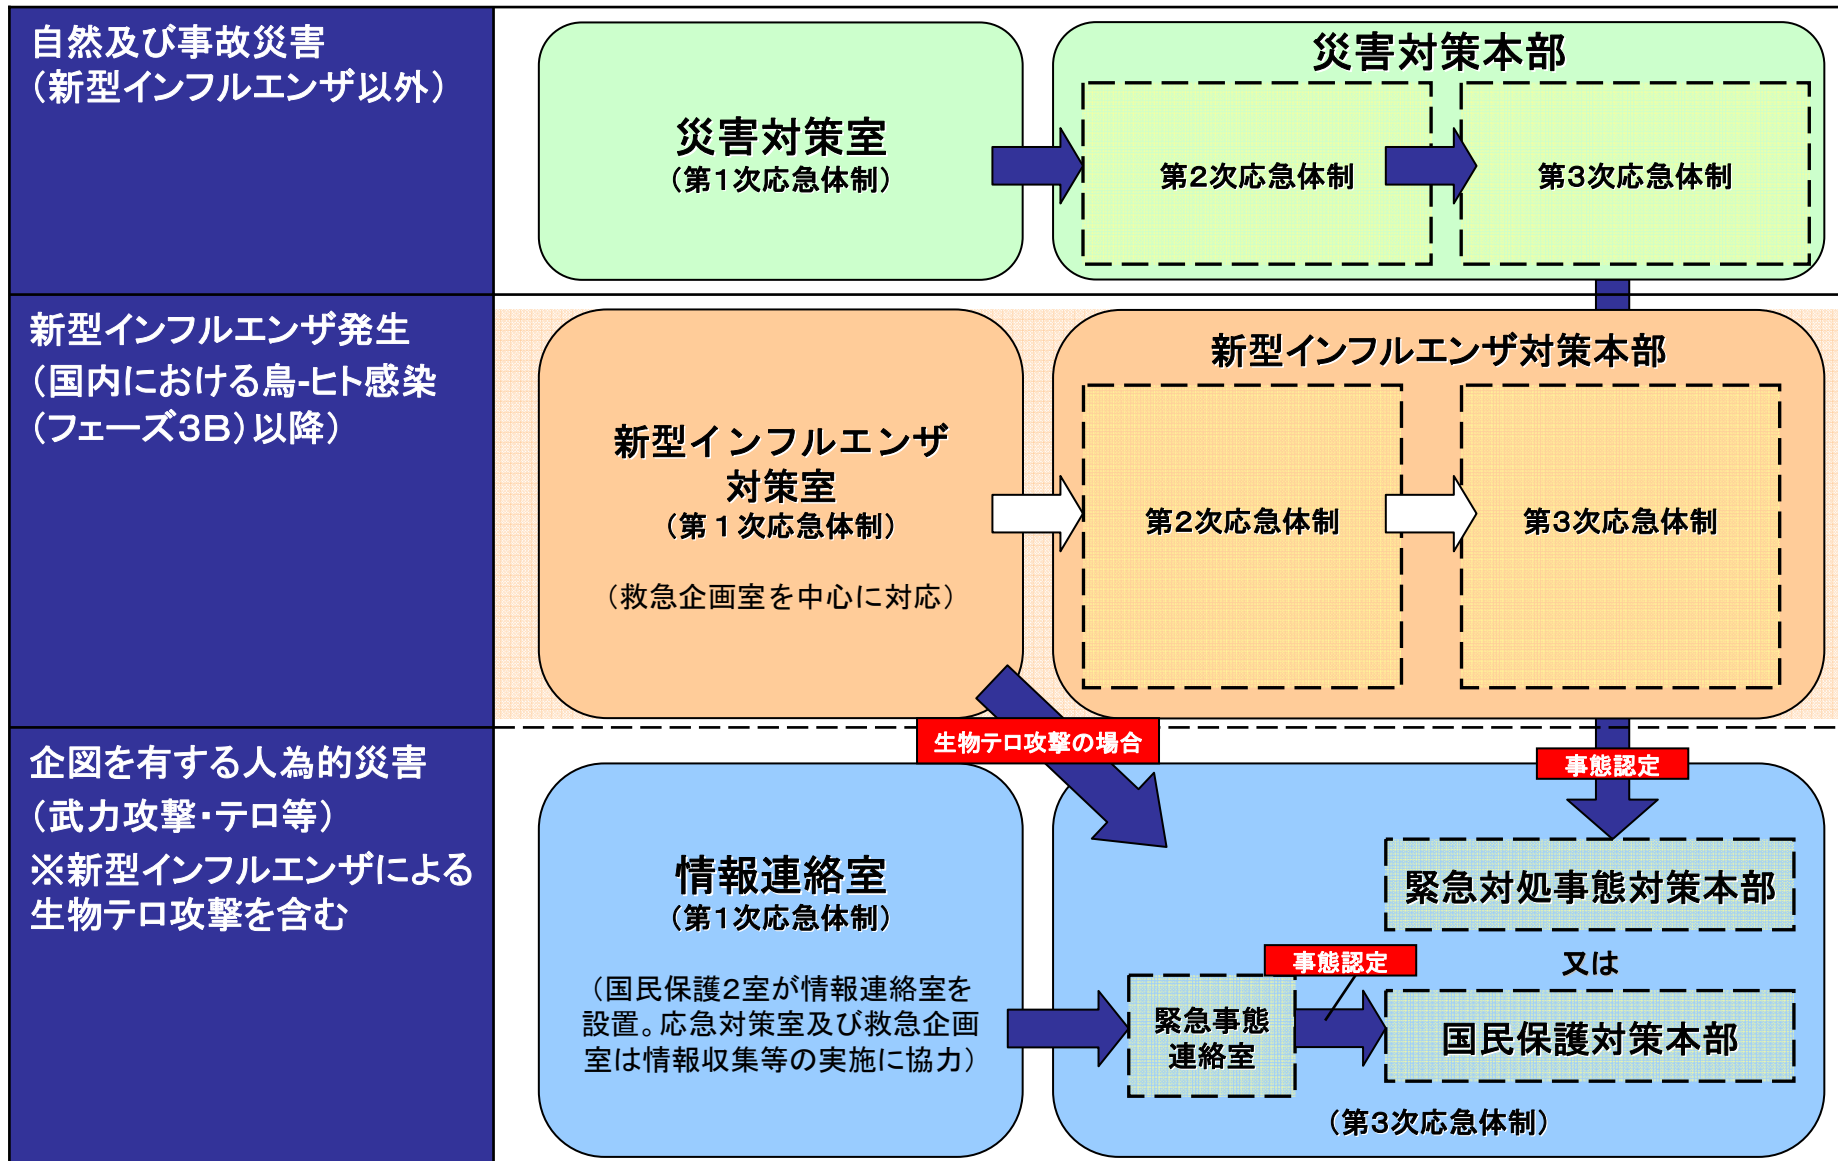 自然及び事故災害
（新型インフルエンザ以外）
災害対策室
（第1次応急体制）
災害対策本部
第2次応急体制
第3次応急体制
新型インフルエンザ発生
（国内における鳥-ヒト感染
（フェーズ3B）以降）
新型インフルエンザ
対策室
（第１次応急体制）
（救急企画室を中心に対応）
新型インフルエンザ対策本部
第2次応急体制
第3次応急体制
生物テロ攻撃の場合
事態認定
企図を有する人為的災害
（武力攻撃・テロ等）
※新型インフルエンザによる
生物テロ攻撃を含む
情報連絡室
（第1次応急体制）
（国民保護2室が情報連絡室を
設置。応急対策室及び救急企画
室は情報収集等の実施に協力）
緊急対処事態対策本部
又は
事態認定
緊急事態
連絡室
国民保護対策本部
（第3次応急体制）